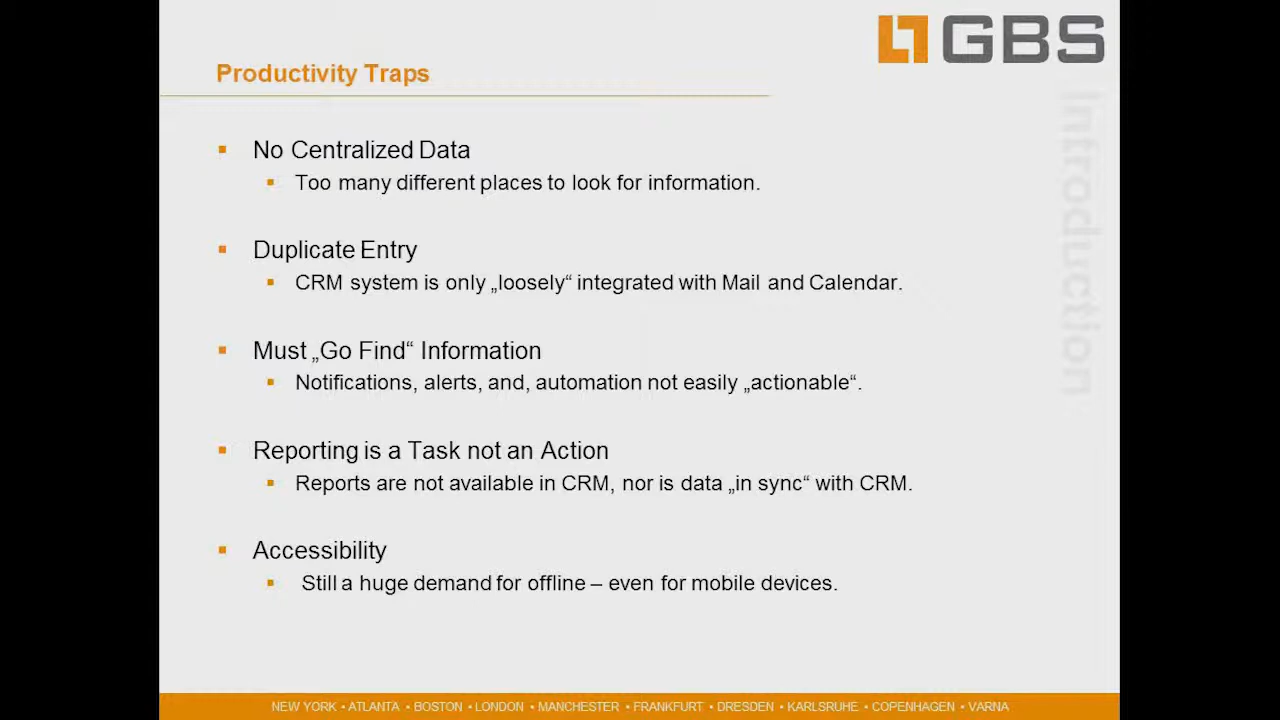 GBS
Productivity Traps
Introduction
No Centralized Data
Too many different places to look for information.
Duplicate Entry
CRM system is only „loosely“ integrated with Mail and Calendar.
Must „Go Find“ Information
Notifications, alerts, and, automation not easily „actionable“.
Reporting is a Task not an Action
Reports are not available in CRM, nor is data „in sync“ with CRM.
Accessibility
Still a huge demand for offline – even for mobile devices.
NEW YORK • ATLANTA • BOSTON • LONDON • MANCHESTER • FRANKFURT • DRESDEN • KARLSRUHE • COPENHAGEN • VARNA